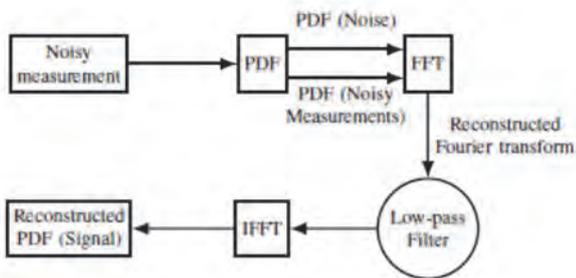 PDF (Noise)
Noisy
measurement
PDF
FFT
PDF (Noisy
Measurements)
Reconstructed
Fourier transform
Reconstructed
PDF (Signal)
IFFT
Low-pass
Filter